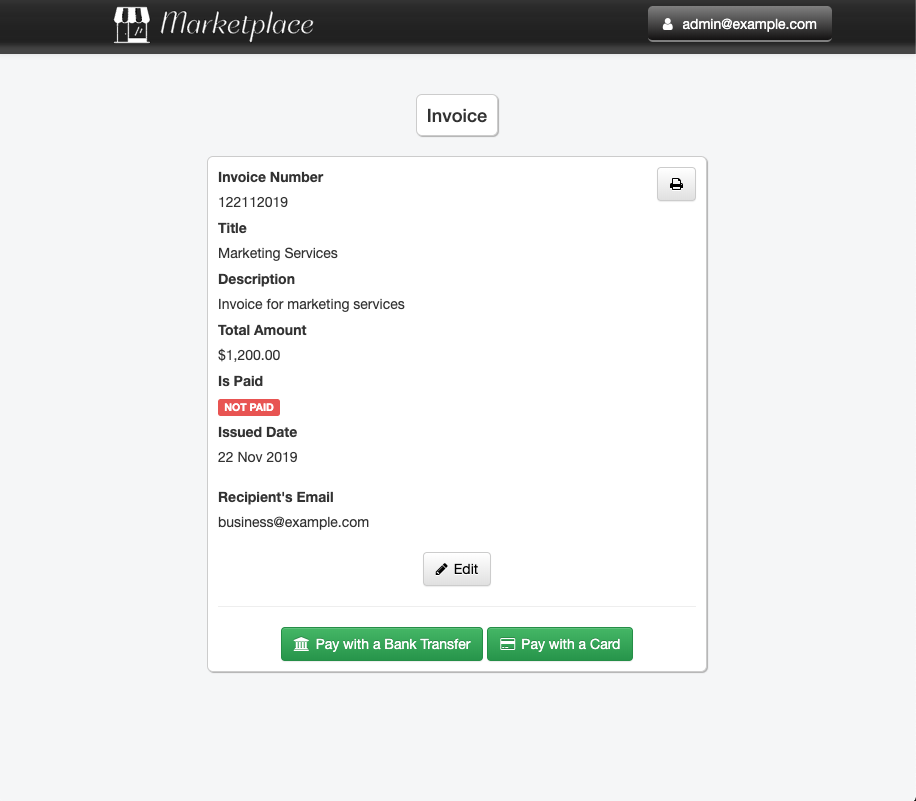 Marketplace
admin@example.com
Invoice
Invoice Number
122112019
Title
Marketing Services
Description
Invoice for marketing services
Total Amount
$1,200.00
Is Paid
NOT PAID
Issued Date
22 Nov 2019
Recipient's Email
business@example.com
Edit
Pay with a Bank Transfer
Pay with a Card